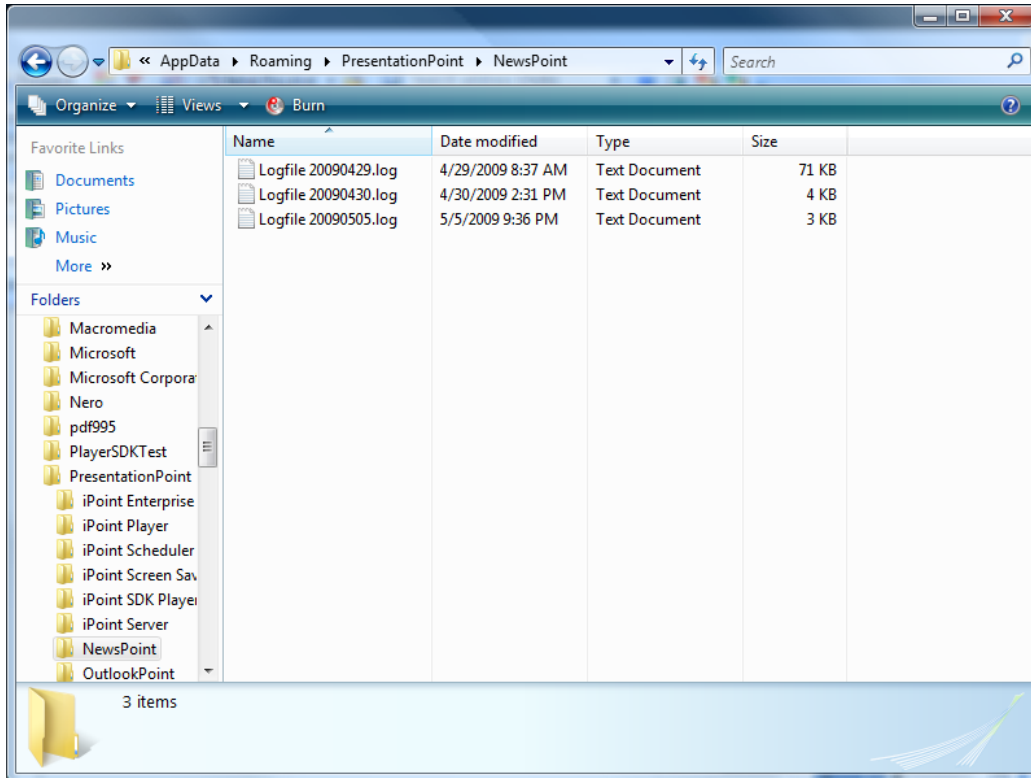 « AppData ▸ Roaming ▸ PresentationPoint ▸ NewsPoint Search
Organize Views Burn
Favorite Links
Documents
Pictures
Music
More »
Folders
Macromedia
Microsoft
Microsoft Corpora
Nero
pdf995
PlayerSDKTest
PresentationPoint
iPoint Enterprise
iPoint Player
iPoint Scheduler
iPoint Screen Sav
iPoint SDK Player
iPoint Server
NewsPoint
OutlookPoint
Name Date modified Type Size
Logfile 20090429.log 4/29/2009 8:37 AM Text Document 71 KB
Logfile 20090430.log 4/30/2009 2:31 PM Text Document 4 KB
Logfile 20090505.log 5/5/2009 9:36 PM Text Document 3 KB
3 items